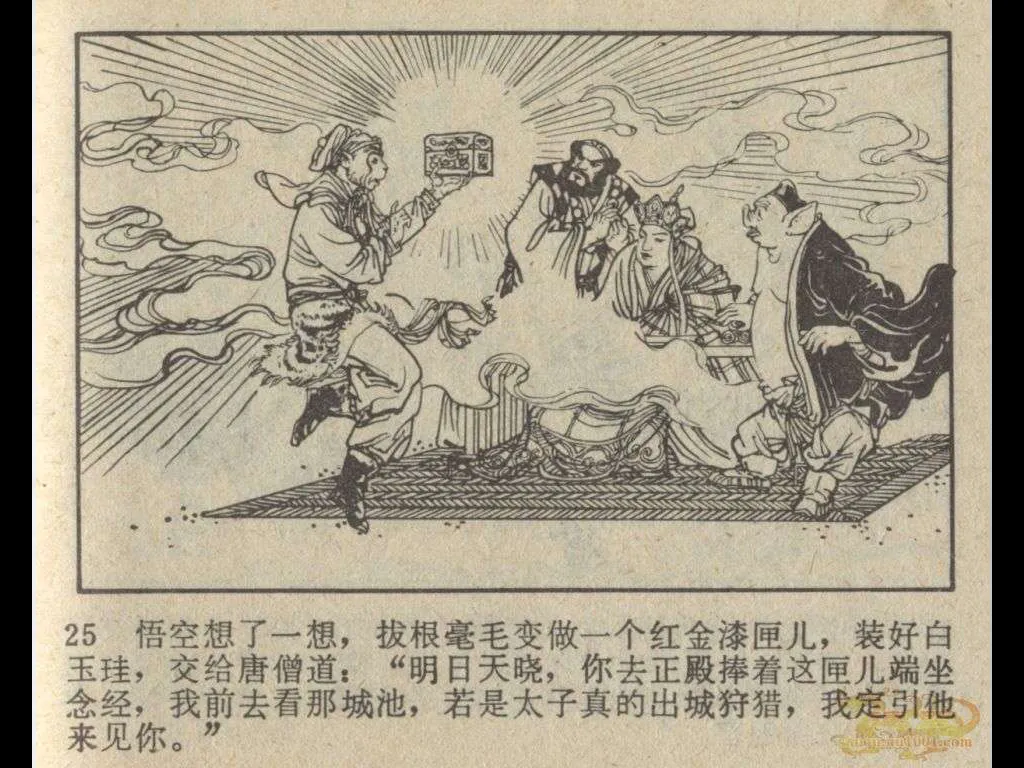 25 悟空想了一想，拔根毫毛变做一个红金漆匣儿，装好白
玉珪，交给唐僧道：“明日天晓，你去正殿捧着这匣儿端坐
念经，我前去看那城池，若是太子真的出城狩猎，我定引他
来见你。”